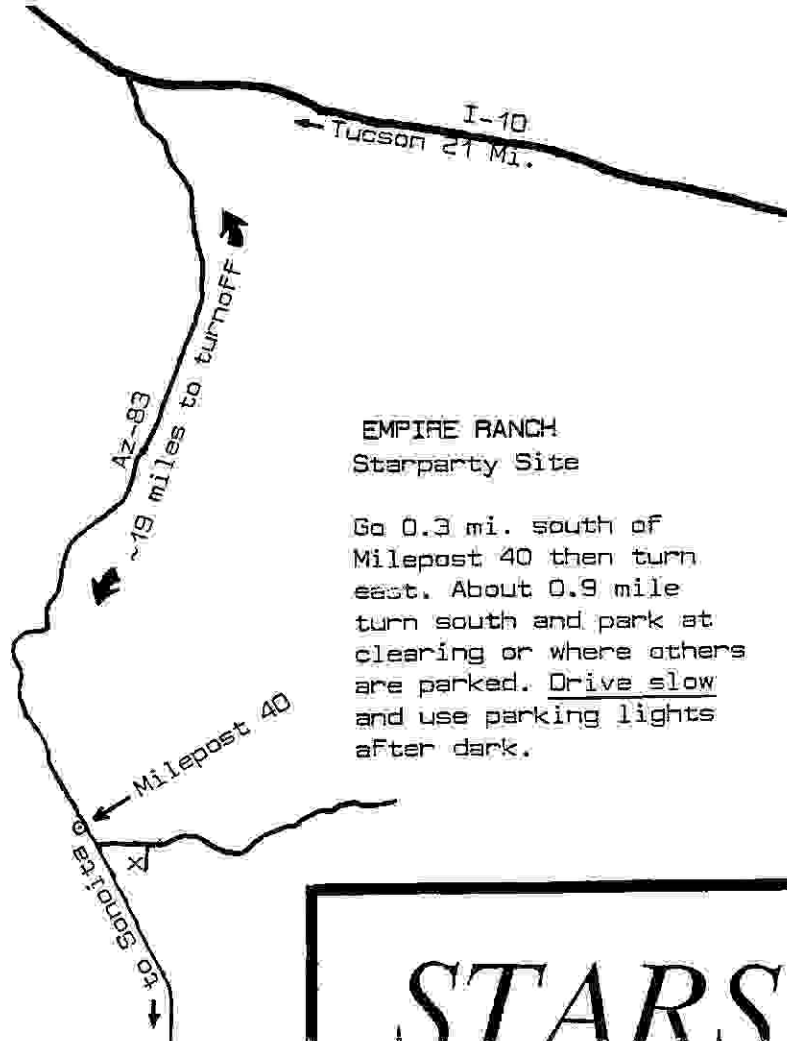 I-10
Tucson 21 Mi.
~19 miles to turnoff
Az-83
EMPIRE RANCH
Starparty Site
Go 0.3 mi. south of
Milepost 40 then turn
east. About 0.9 mile
turn south and park at
clearing or where others
are parked. Drive slow
and use parking lights
after dark.
Milepost 40
X
to Sonoita
STARS